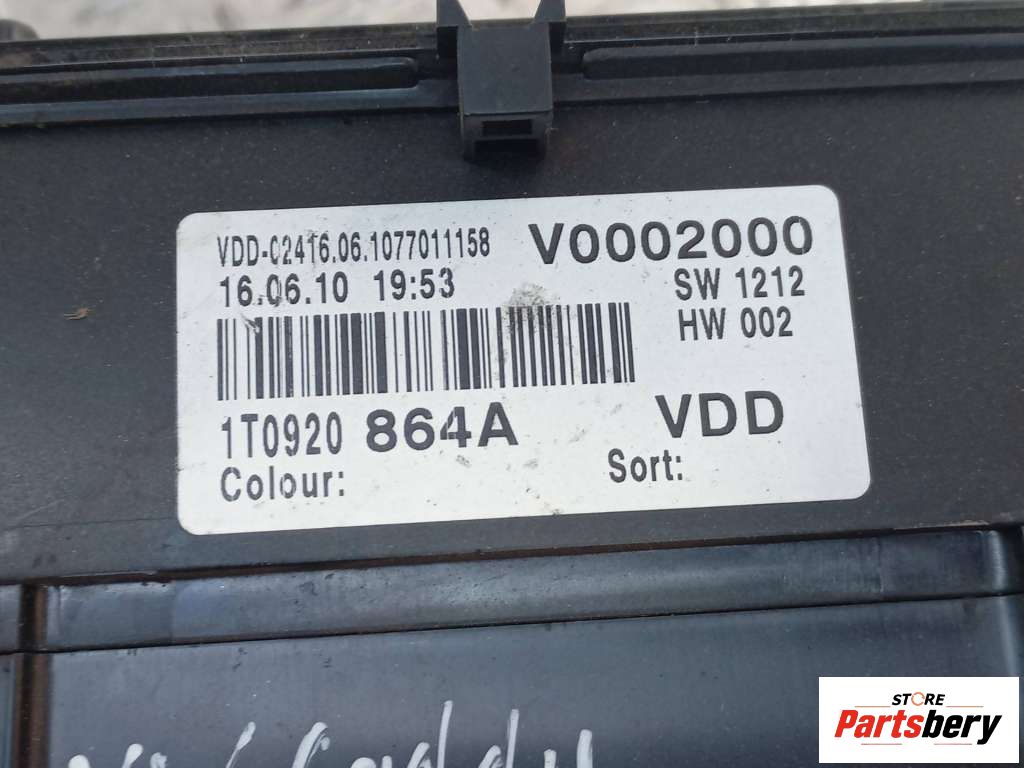 VDD-02416.06.1077011158 V0002000
16.06.10 19:53 SW 1212
HW 002
1T0920 864A VDD
Colour: Sort:
Caddy
STORE
Partsbery